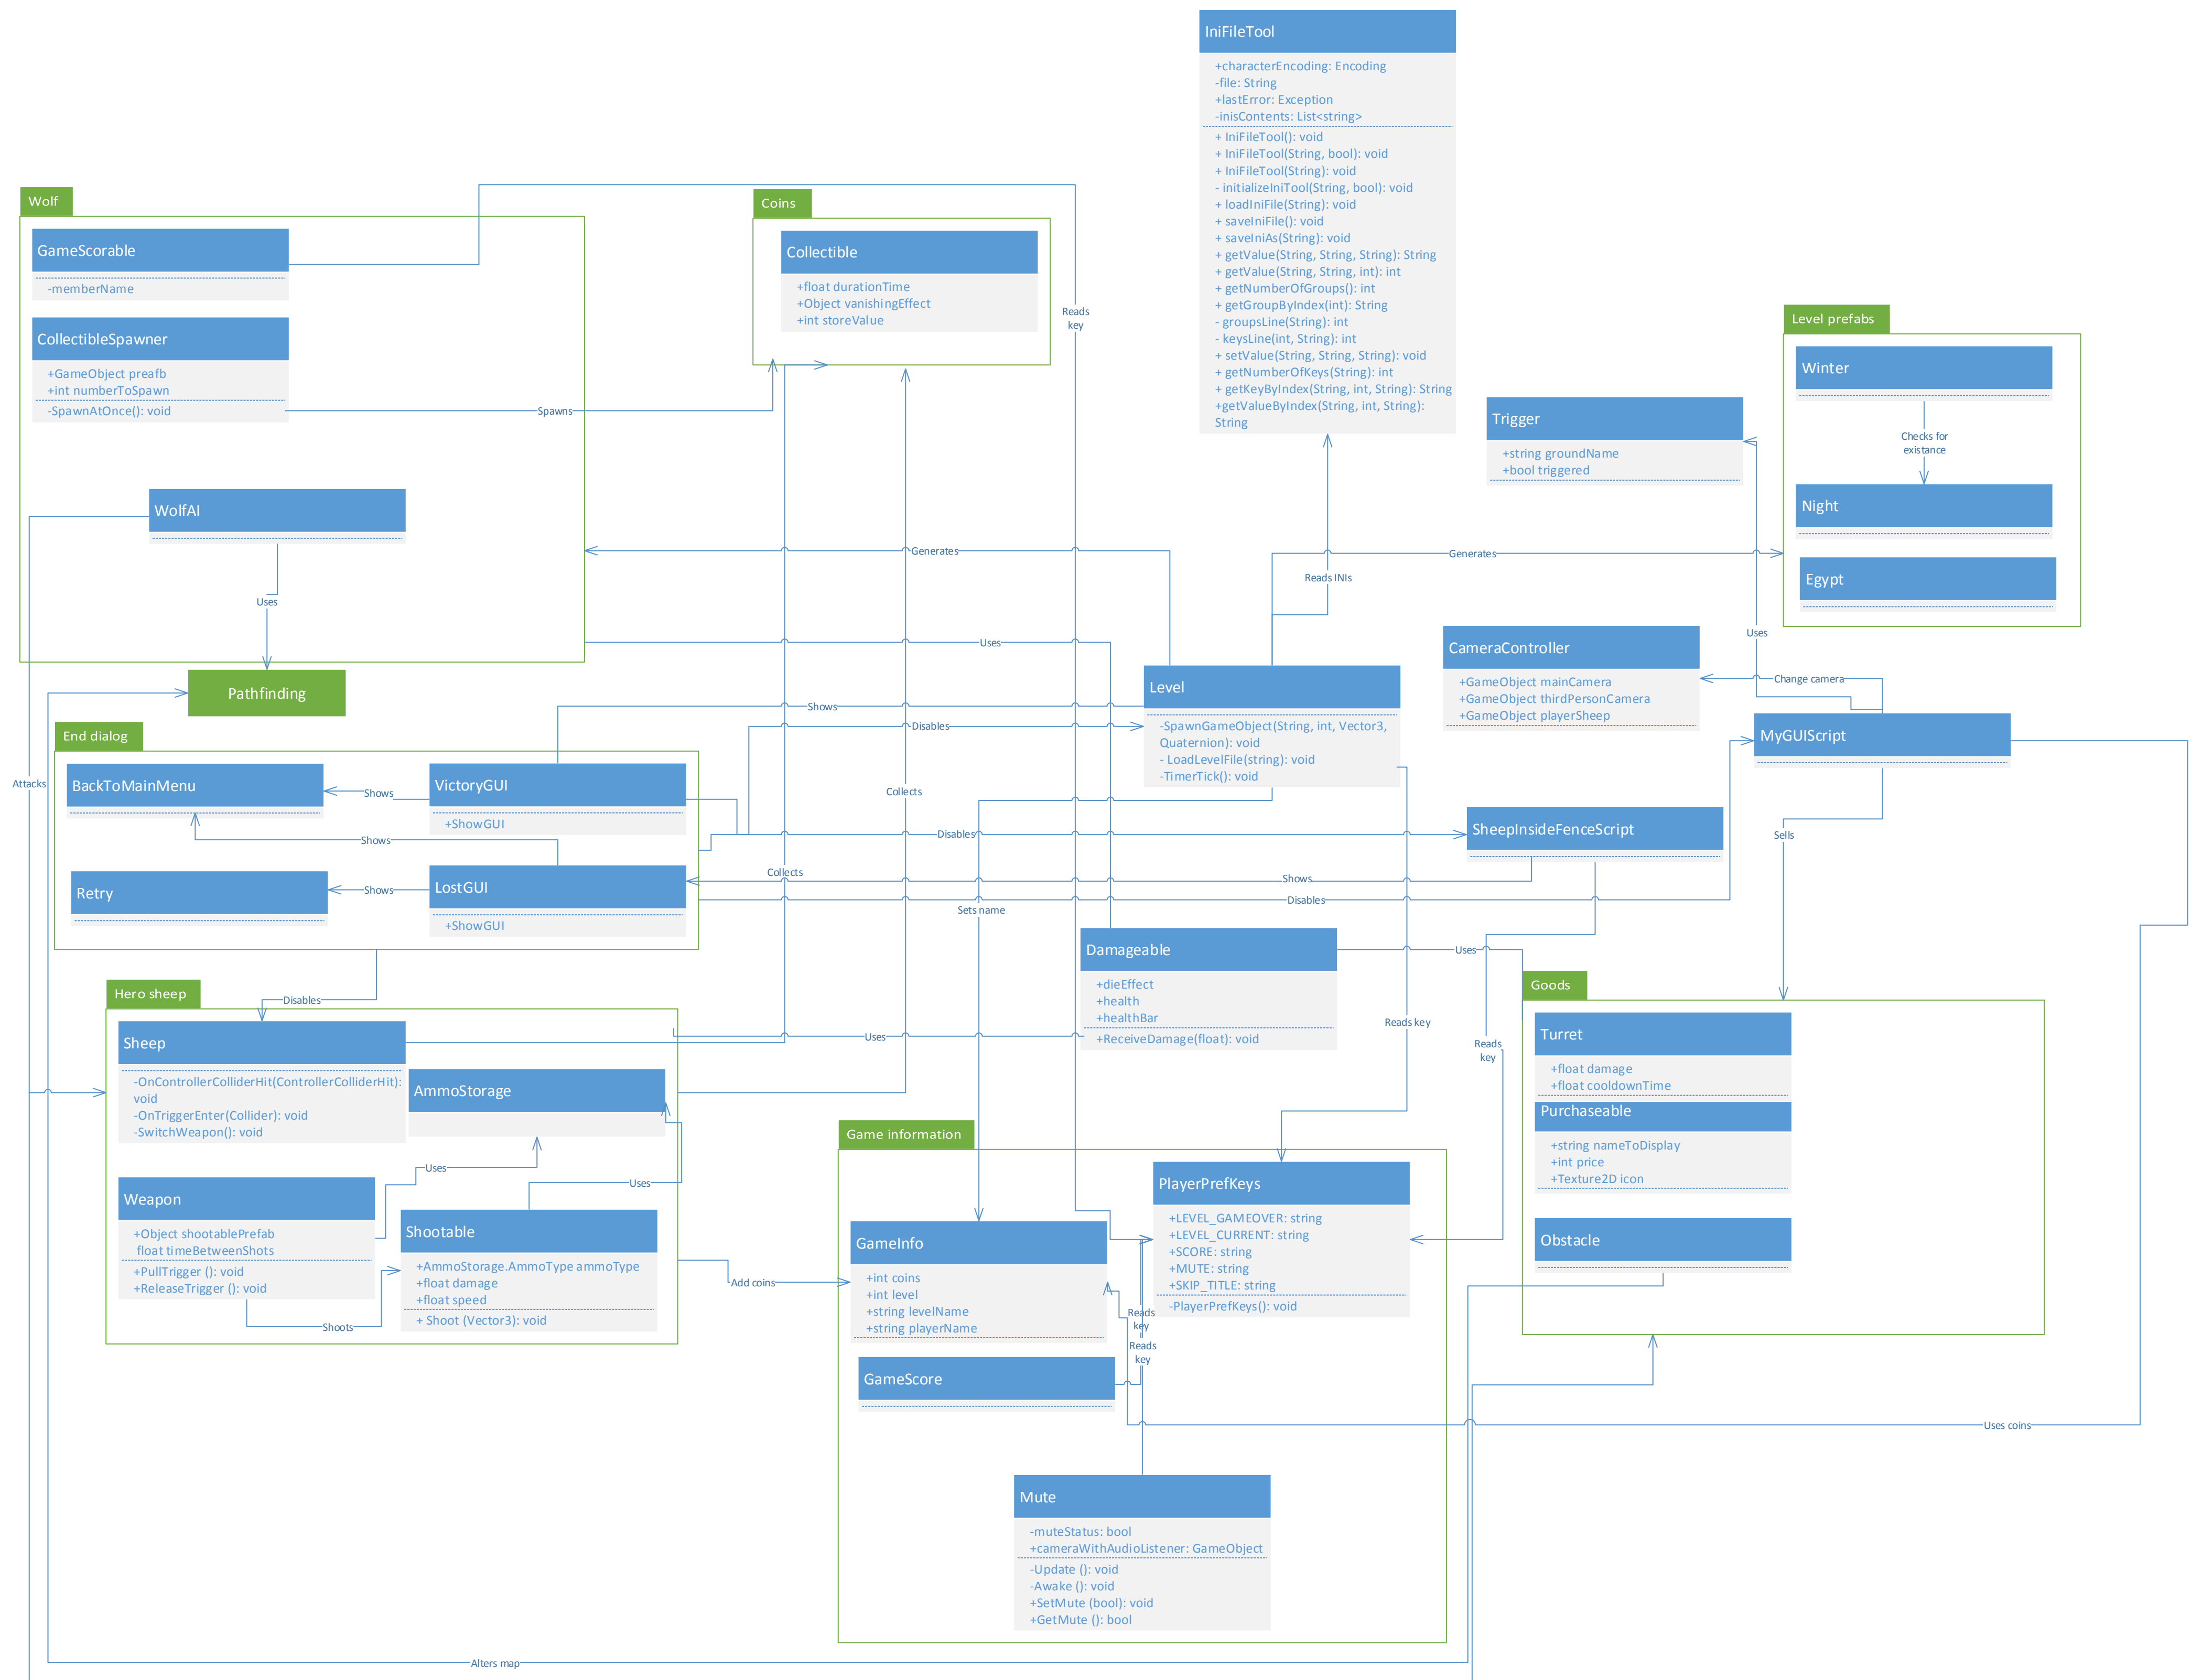 IniFileTool
+characterEncoding: Encoding
-file: String
+lastError: Exception
-inisContents: List<string>
+ IniFileTool(): void
+ IniFileTool(String, bool): void
+ IniFileTool(String): void
- initializeIniTool(String, bool): void
+ loadIniFile(String): void
+ saveIniFile(): void
+ saveIniAs(String): void
+ getValue(String, String, String): String
+ getValue(String, String, int): int
+ getNumberOfGroups(): int
+ getGroupByIndex(int): String
- groupsLine(String): int
- keysLine(int, String): int
+ setValue(String, String, String): void
+ getNumberOfKeys(String): int
+ getKeyByIndex(String, int, String): String
+getValueByIndex(String, int, String):
String
Wolf
GameScorable
-memberName
CollectibleSpawner
+GameObject preafb
+int numberToSpawn
-SpawnAtOnce(): void
Spawns
WolfAI
Uses
Pathfinding
Coins
Collectible
+float durationTime
+Object vanishingEffect
+int storeValue
Reads
key
Level prefabs
Winter
Checks for
existance
Night
Egypt
Trigger
+string groundName
+bool triggered
Generates
Reads INIs
Generates
Uses
Uses
CameraController
+GameObject mainCamera
+GameObject thirdPersonCamera
+GameObject playerSheep
Change camera
MyGUIScript
Level
-SpawnGameObject(String, int, Vector3,
Quaternion): void
- LoadLevelFile(string): void
-TimerTick(): void
Shows
Disables
End dialog
BackToMainMenu
Shows
VictoryGUI
+ShowGUI
Shows
Retry
Shows
LostGUI
+ShowGUI
Attacks
Collects
Collects
Disables
SheepInsideFenceScript
Sells
Shows
Disables
Sets name
Damageable
+dieEffect
+health
+healthBar
+ReceiveDamage(float): void
Uses
Uses
Disables
Reads key
Reads
key
Hero sheep
Sheep
-OnControllerColliderHit(ControllerColliderHit):
void
-OnTriggerEnter(Collider): void
-SwitchWeapon(): void
AmmoStorage
Uses
Uses
Weapon
+Object shootablePrefab
float timeBetweenShots
+PullTrigger (): void
+ReleaseTrigger (): void
Shoots
Shootable
+AmmoStorage.AmmoType ammoType
+float damage
+float speed
+ Shoot (Vector3): void
Add coins
Game information
GameInfo
+int coins
+int level
+string levelName
+string playerName
PlayerPrefKeys
+LEVEL_GAMEOVER: string
+LEVEL_CURRENT: string
+SCORE: string
+MUTE: string
+SKIP_TITLE: string
-PlayerPrefKeys(): void
Reads
key
Reads
key
GameScore
Mute
-muteStatus: bool
+cameraWithAudioListener: GameObject
-Update (): void
-Awake (): void
+SetMute (bool): void
+GetMute (): bool
Goods
Turret
+float damage
+float cooldownTime
Purchaseable
+string nameToDisplay
+int price
+Texture2D icon
Obstacle
Uses coins
Alters map